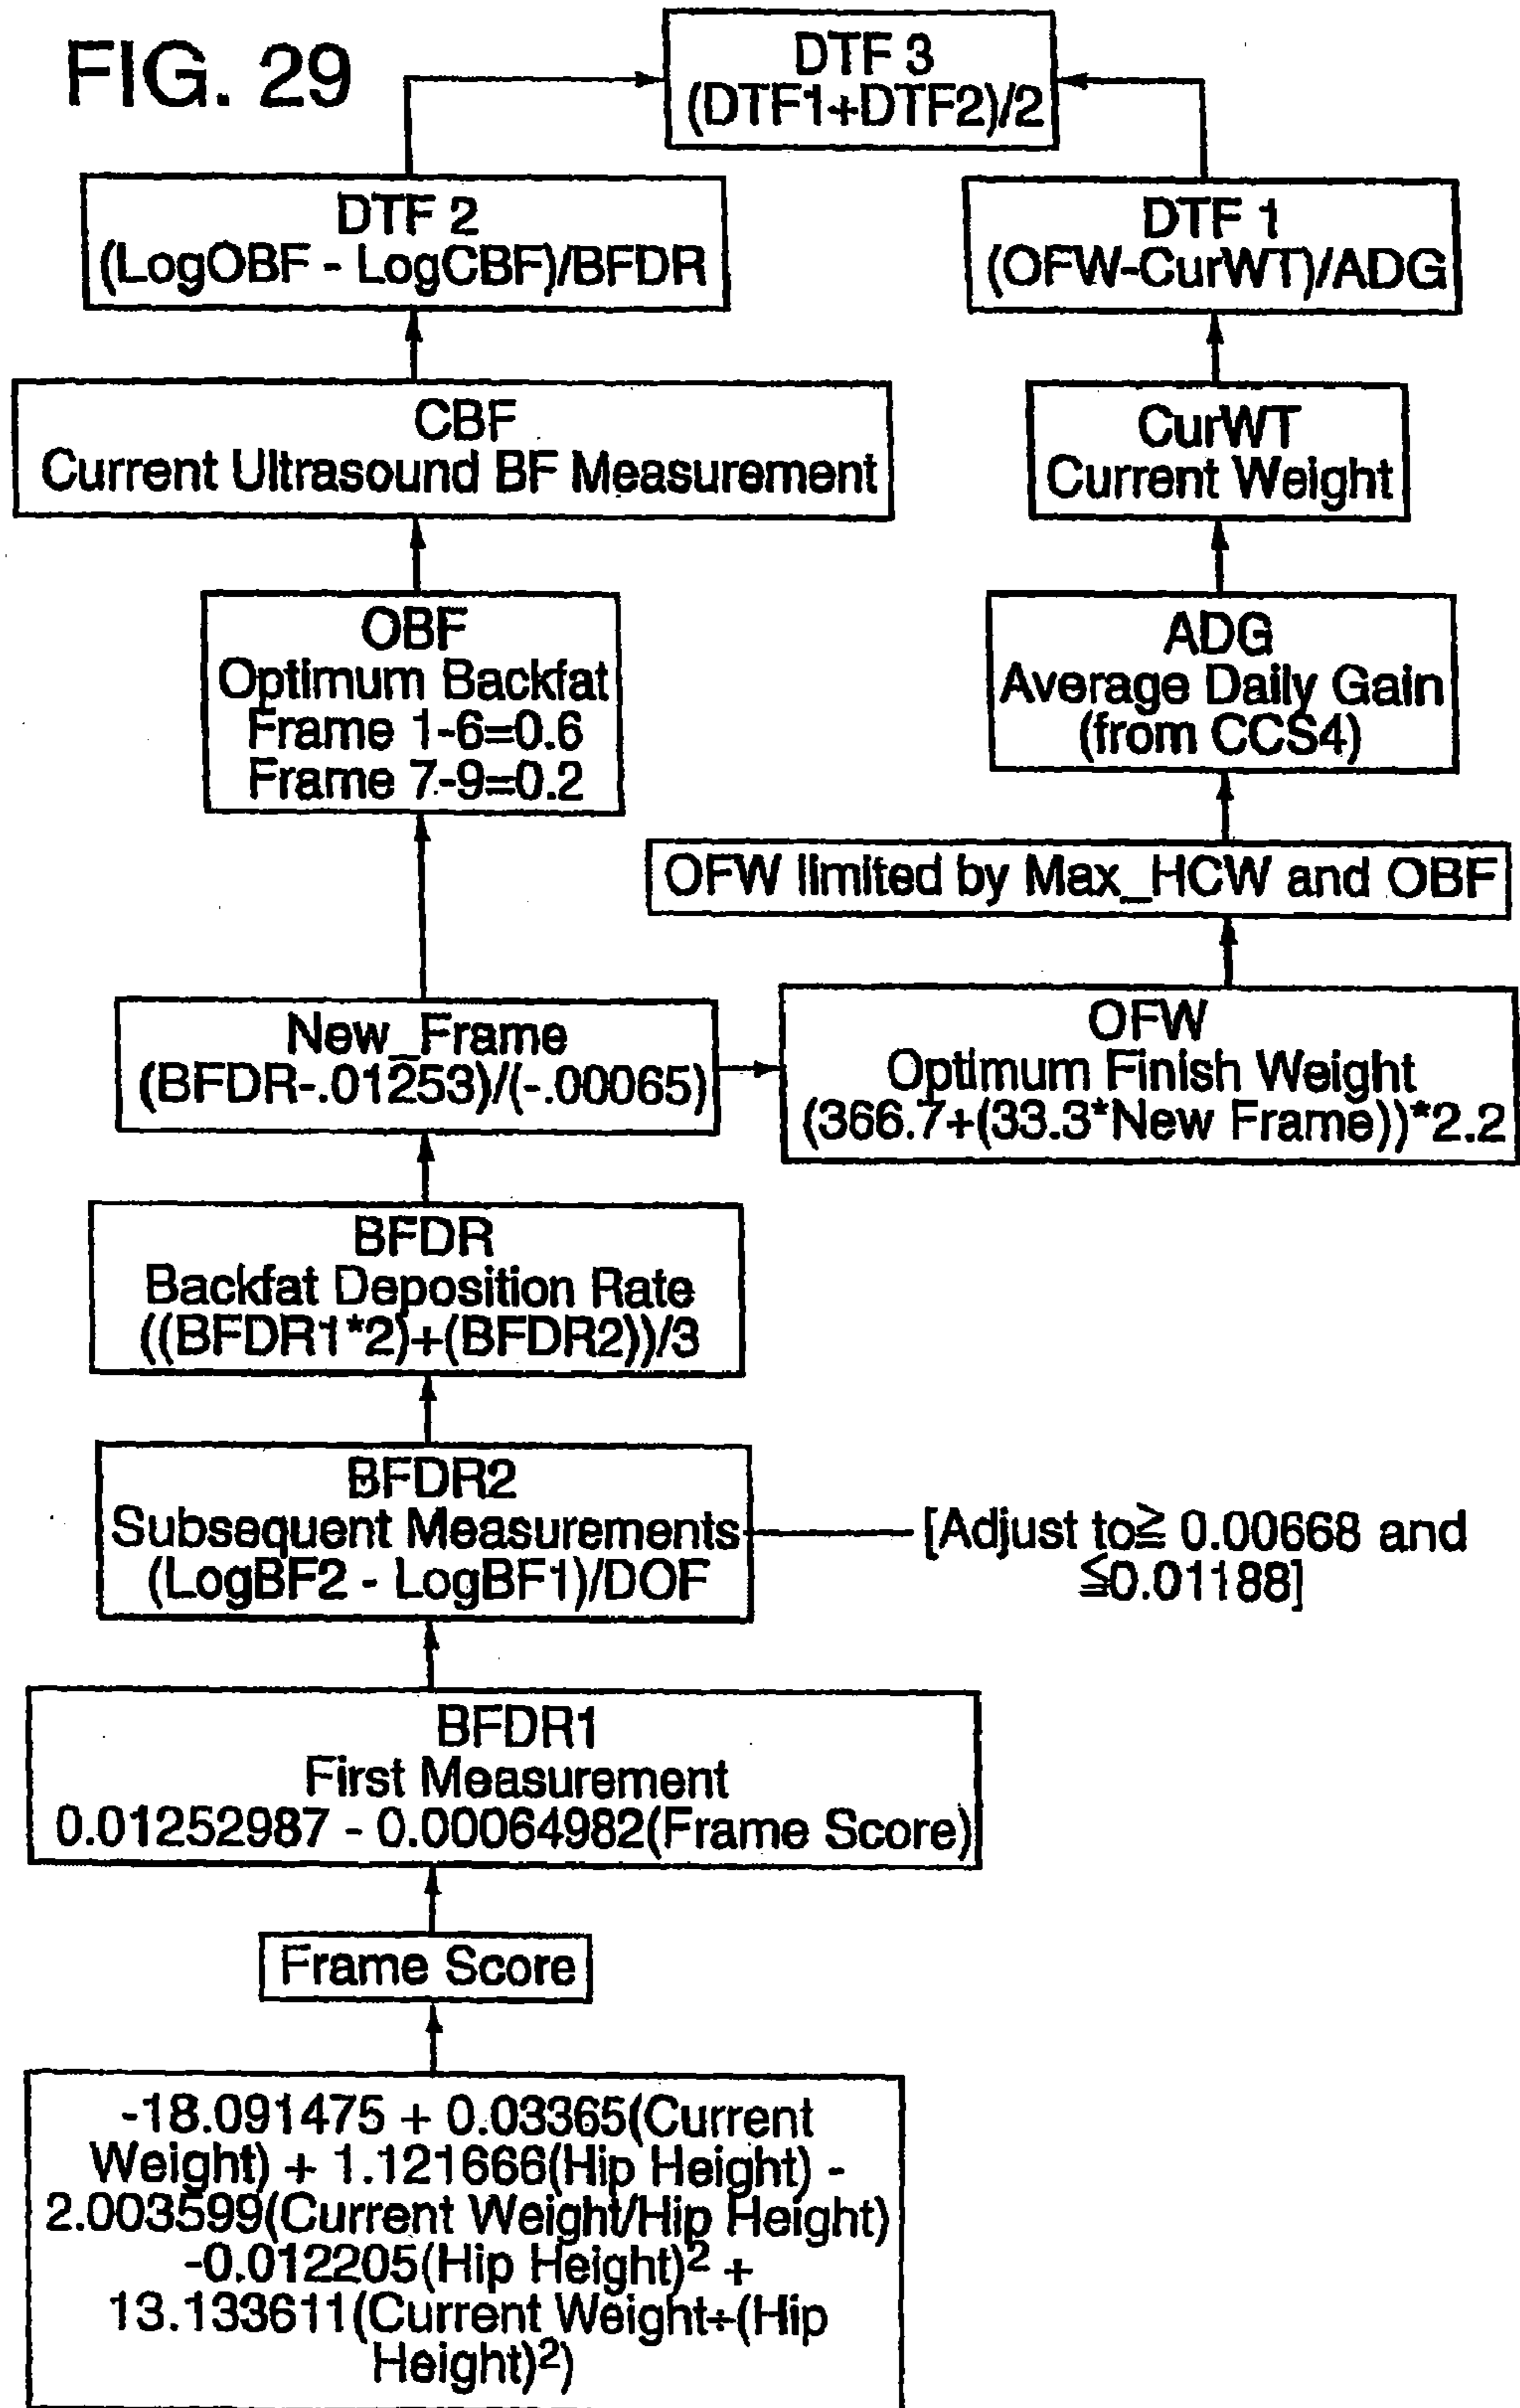 FIG. 29
DTF 3
(DTF1+DTF2)/2
DTF 2
(LogOBF - LogCBF)/BFDR
DTF 1
(OFW-CurWT)/ADG
CBF
Current Ultrasound BF Measurement
CurWT
Current Weight
OBF
Optimum Backfat
Frame 1-6=0.6
Frame 7-9=0.2
ADG
Average Daily Gain
(from CCS4)
OFW limited by Max_HCW and OBF
New_Frame
(BFDR-.01253)/(-.00065)
OFW
Optimum Finish Weight
(366.7+(33.3*New Frame))*2.2
BFDR
Backfat Deposition Rate
((BFDR1*2)+(BFDR2))/3
BFDR2
Subsequent Measurements
(LogBF2 - LogBF1)/DOF
[Adjust to≧ 0.00668 and
≦0.01188]
BFDR1
First Measurement
0.01252987 - 0.00064982(Frame Score)
Frame Score
-18.091475 + 0.03365(Current
Weight) + 1.121666(Hip Height) -
2.003599(Current Weight/Hip Height)
-0.012205(Hip Height)² +
13.133611(Current Weight÷(Hip
Height)²)